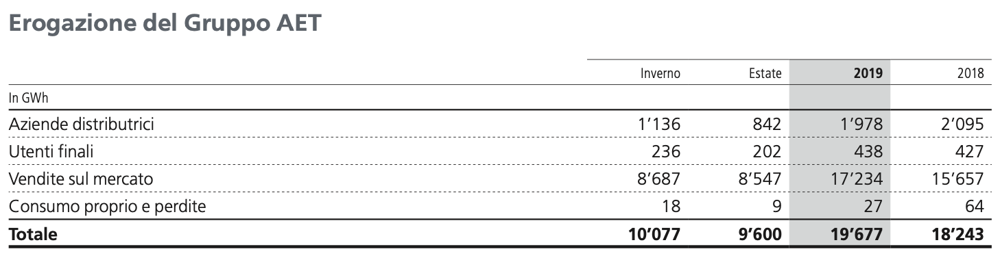 Erogazione del Gruppo AET
Inverno Estate 2019 2018
In GWh
Aziende distributrici 1’136 842 1’978 2’095
Utenti finali 236 202 438 427
Vendite sul mercato 8’687 8’547 17’234 15’657
Consumo proprio e perdite 18 9 27 64
Totale 10’077 9’600 19’677 18’243